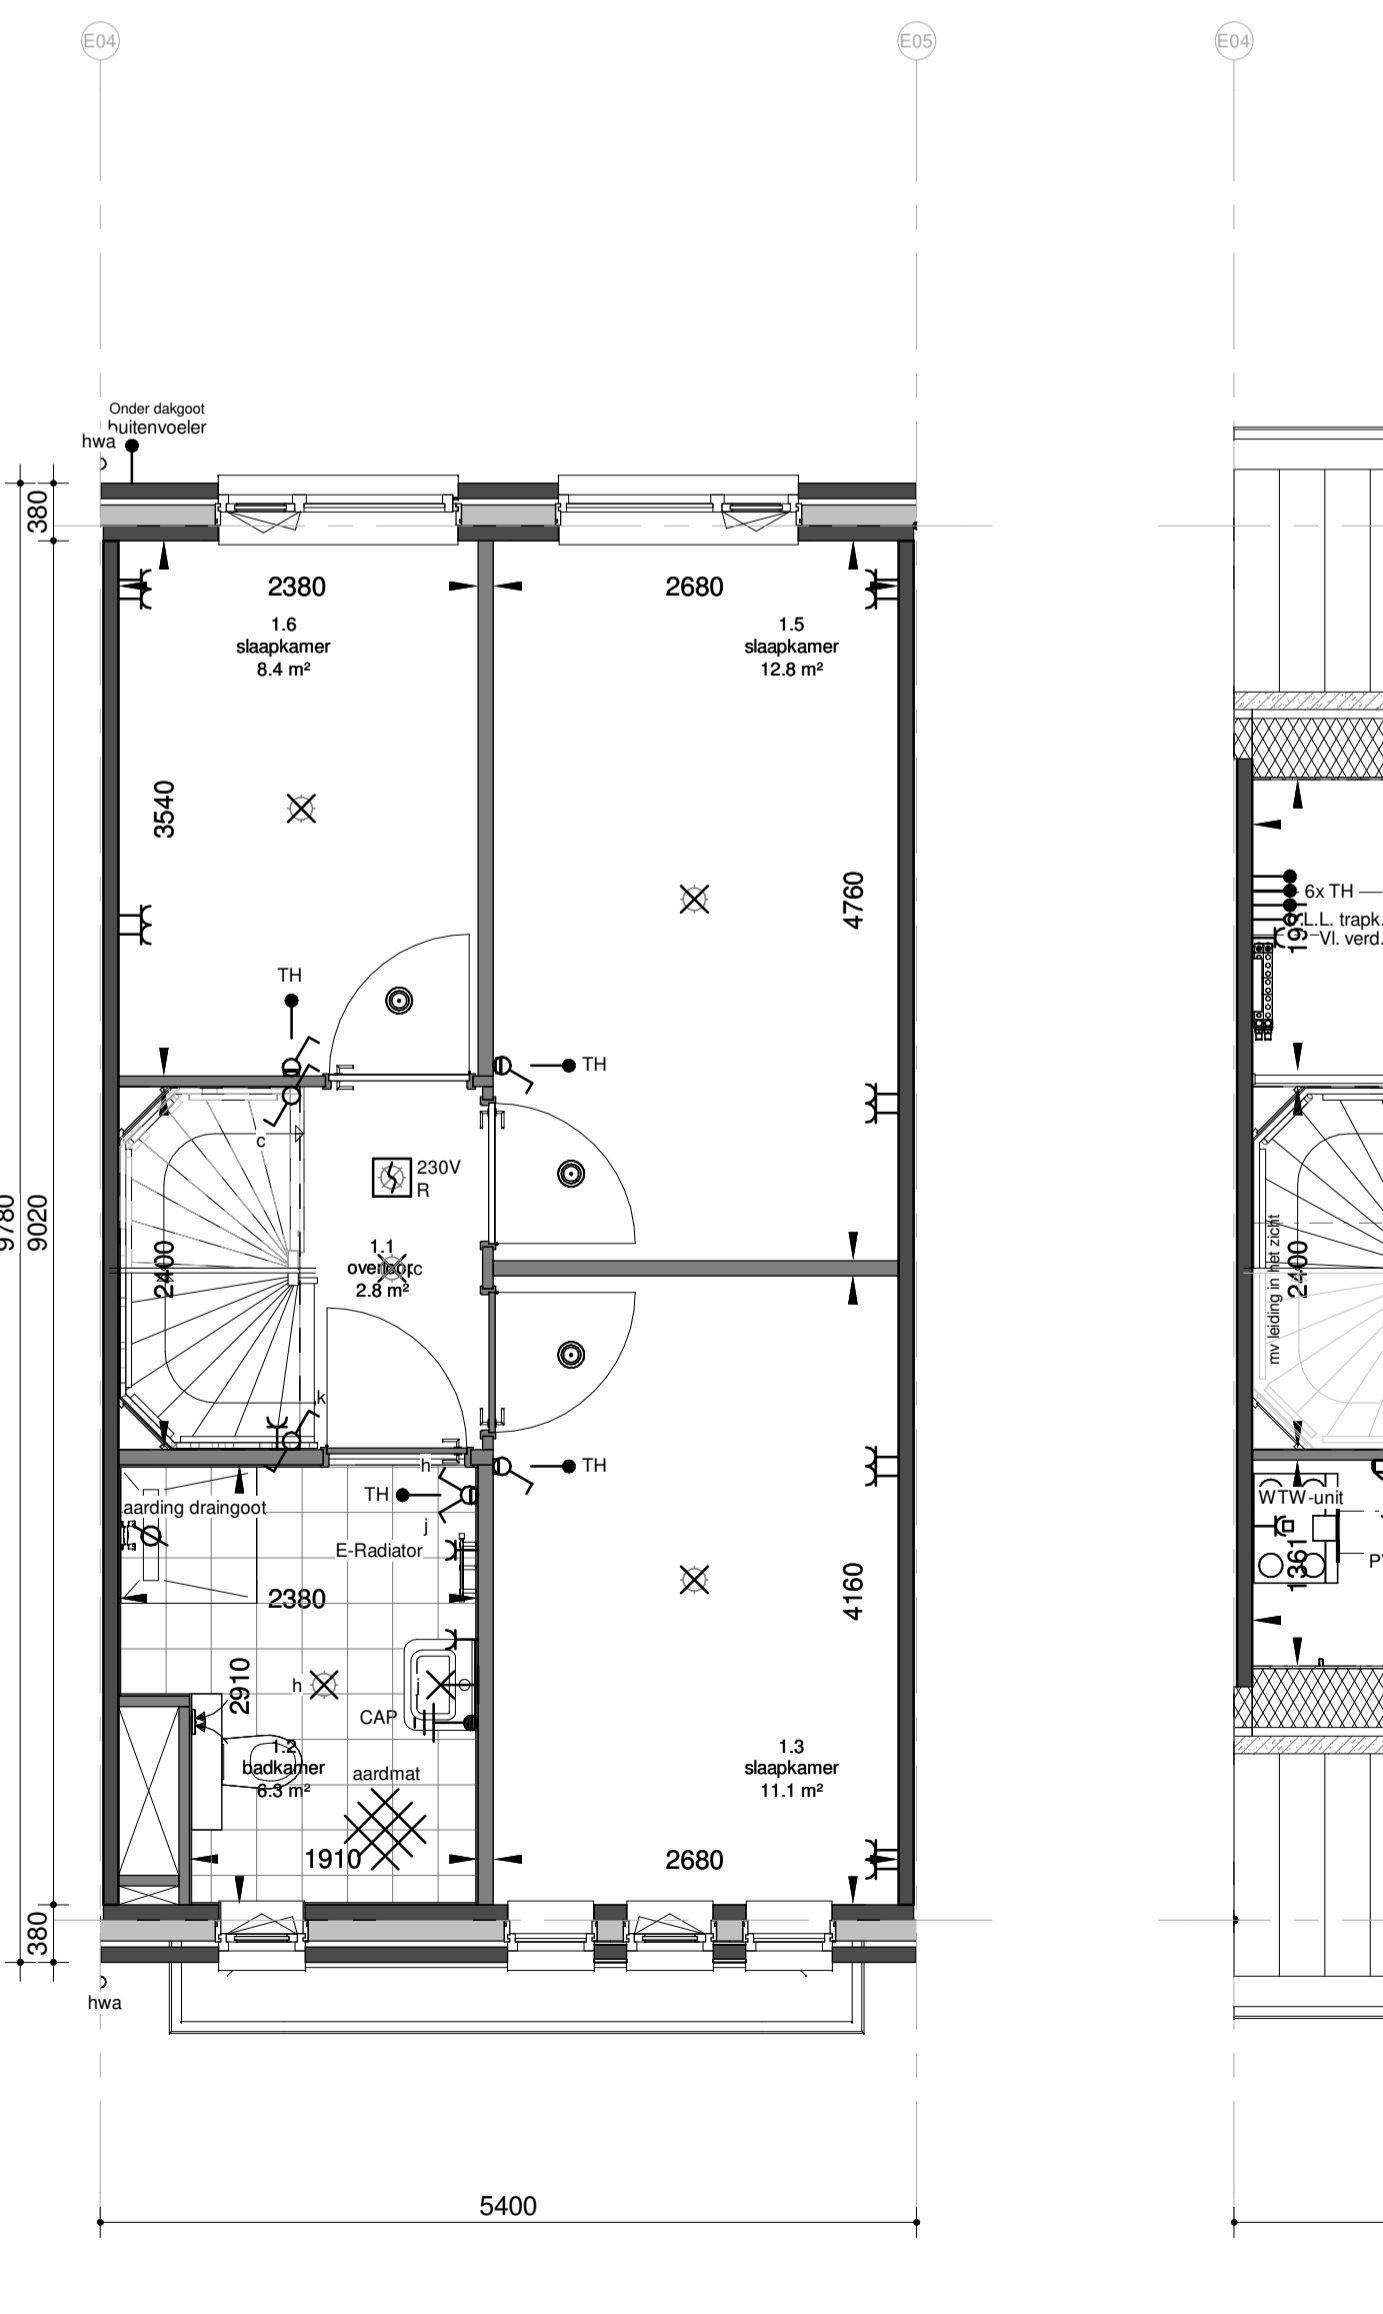 E04
E05
E04
Onder dakgoot
buitenvoeler
hwa
380
2380
2680
1.6
slaapkamer
8.4 m²
1.5
slaapkamer
12.8 m²
3540
4760
6x TH
L.L. trapk.
Vl. verd.
TH
TH
c
230V
R
9780
9020
2400
1.1
overloop
c
2.8 m²
mv leiding in het zicht
2400
k
h
TH
TH
aarding draingoot
j
E-Radiator
WTW-unit
1361
2380
4160
2910
h
j
CAP
1.2
badkamer
6.3 m²
aardmat
1.3
slaapkamer
11.1 m²
1910
2680
380
hwa
5400